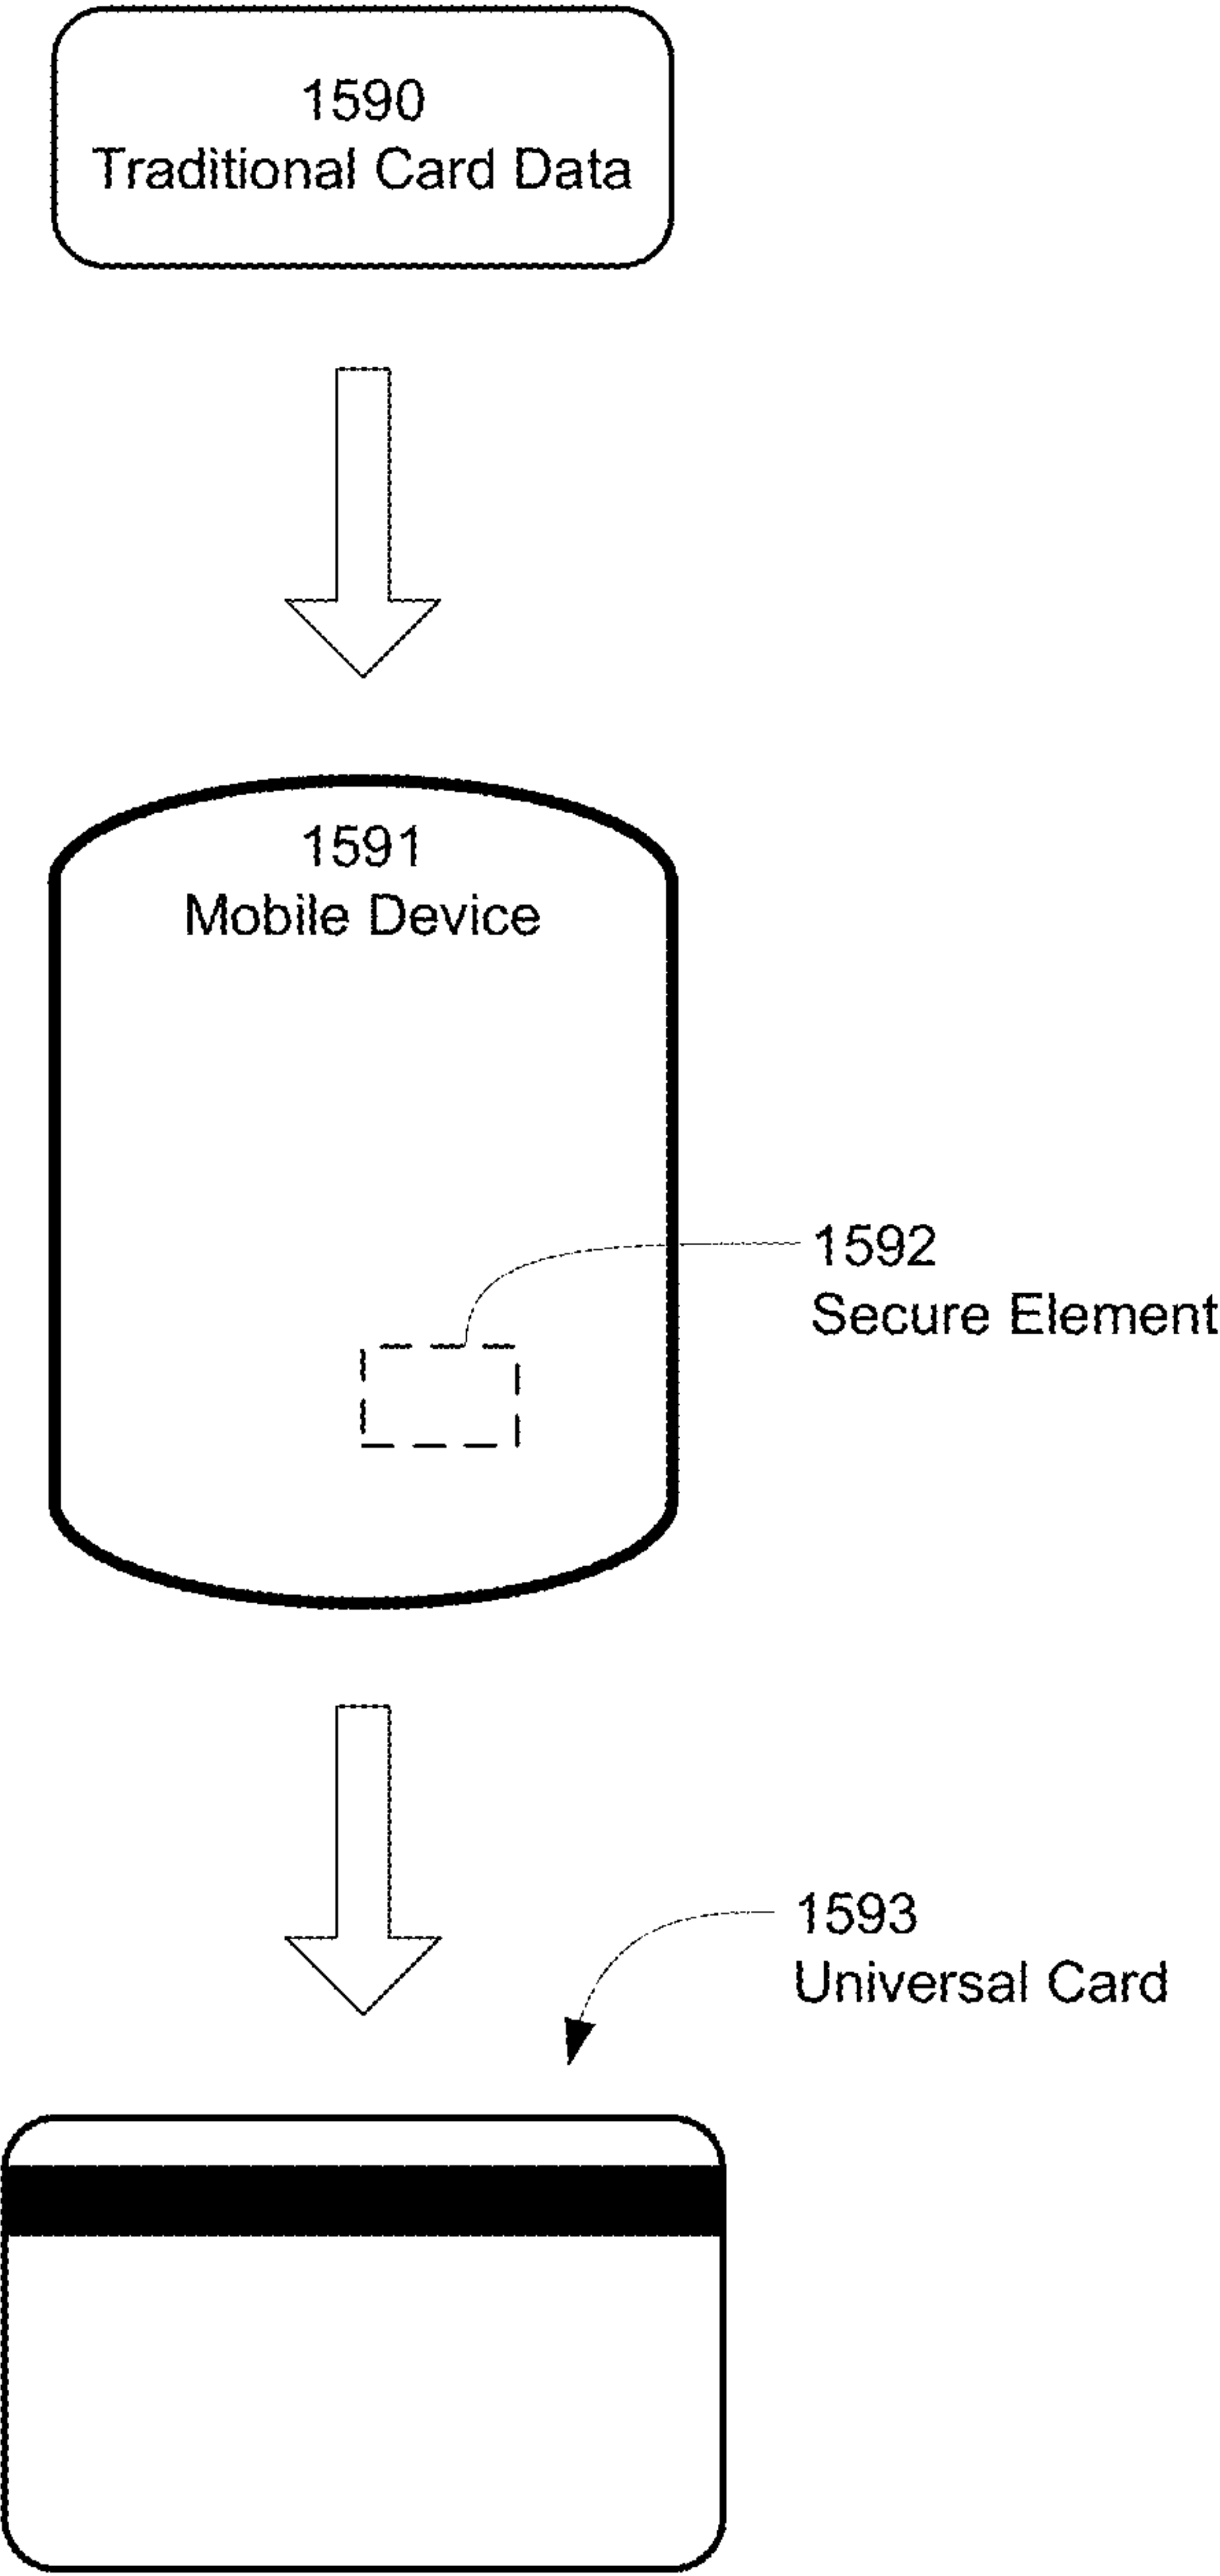 1590
Traditional Card Data
1591
Mobile Device
1592
Secure Element
1593
Universal Card